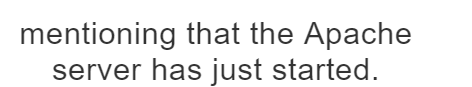 mentioning that the Apache
server has just started.